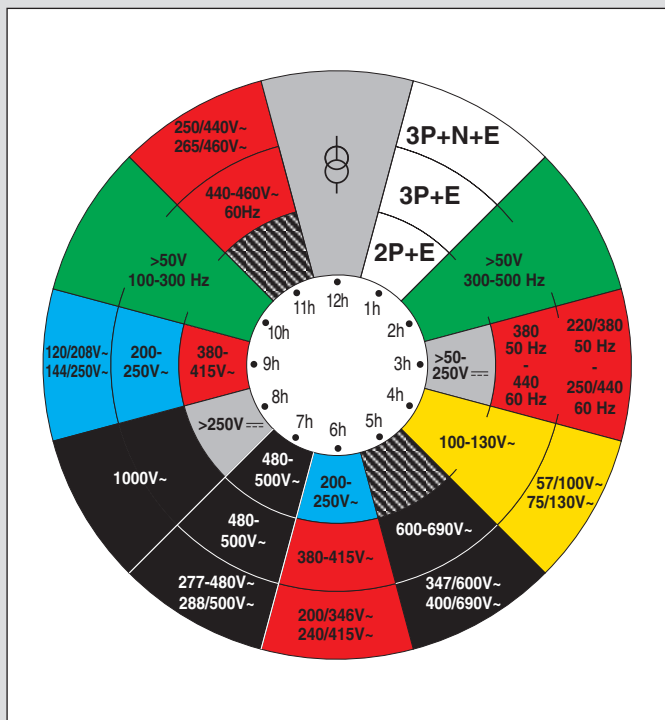 3P+N+E
3P+E
2P+E
>50V
300-500 Hz
220/380
50 Hz
-
250/440
60 Hz
380
50 Hz
-
440
60 Hz
>50-
250V⎓
57/100V~
75/130V~
100-130V~
347/600V~
400/690V~
600-690V~
200/346V~
240/415V~
380-415V~
200-
250V~
277-480V~
288/500V~
480-
500V~
480-
500V~
1000V~
>250V⎓
120/208V~
144/250V~
200-
250V~
380-
415V~
>50V
100-300 Hz
250/440V~
265/460V~
440-460V~
60Hz
12h
1h
2h
3h
4h
5h
6h
7h
8h
9h
10h
11h